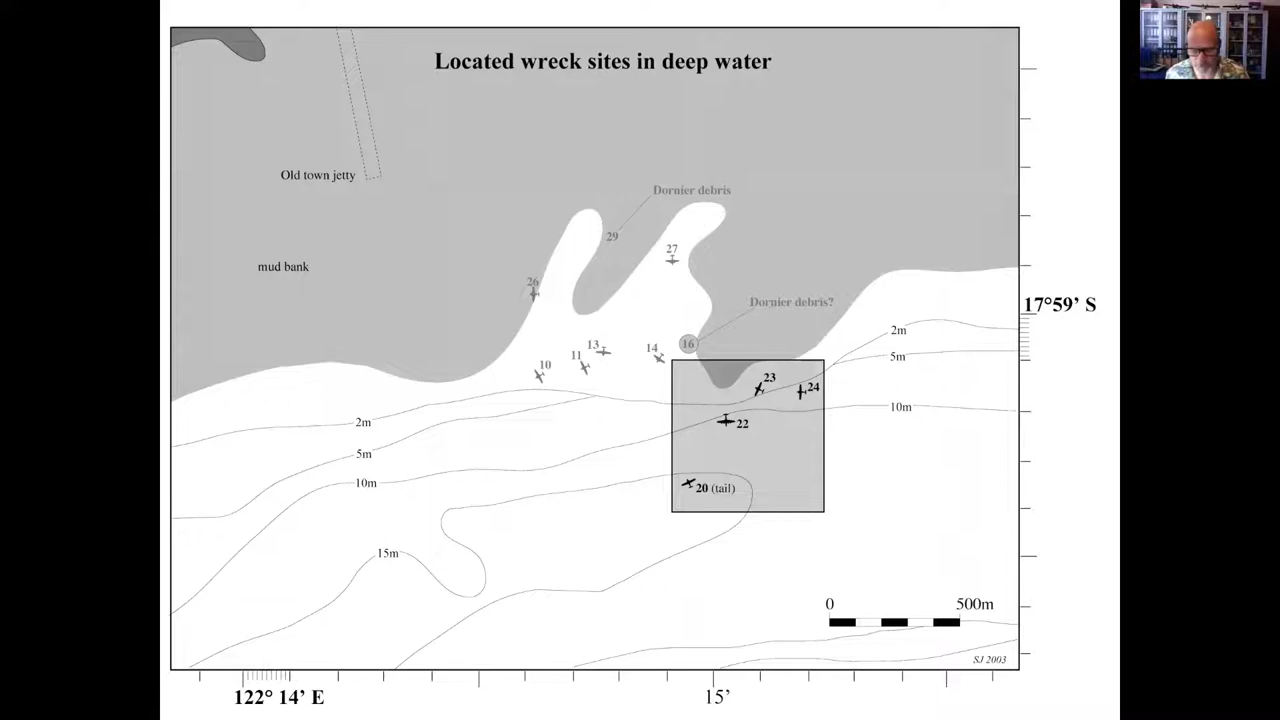 Located wreck sites in deep water
Old town jetty
Dornier debris
29
27
mud bank
26
Dornier debris?
17°59’ S
2m
16
13
14
11
10
5m
23
24
10m
2m
22
5m
10m
20 (tail)
15m
0 500m
SJ 2003
122° 14’ E
15’